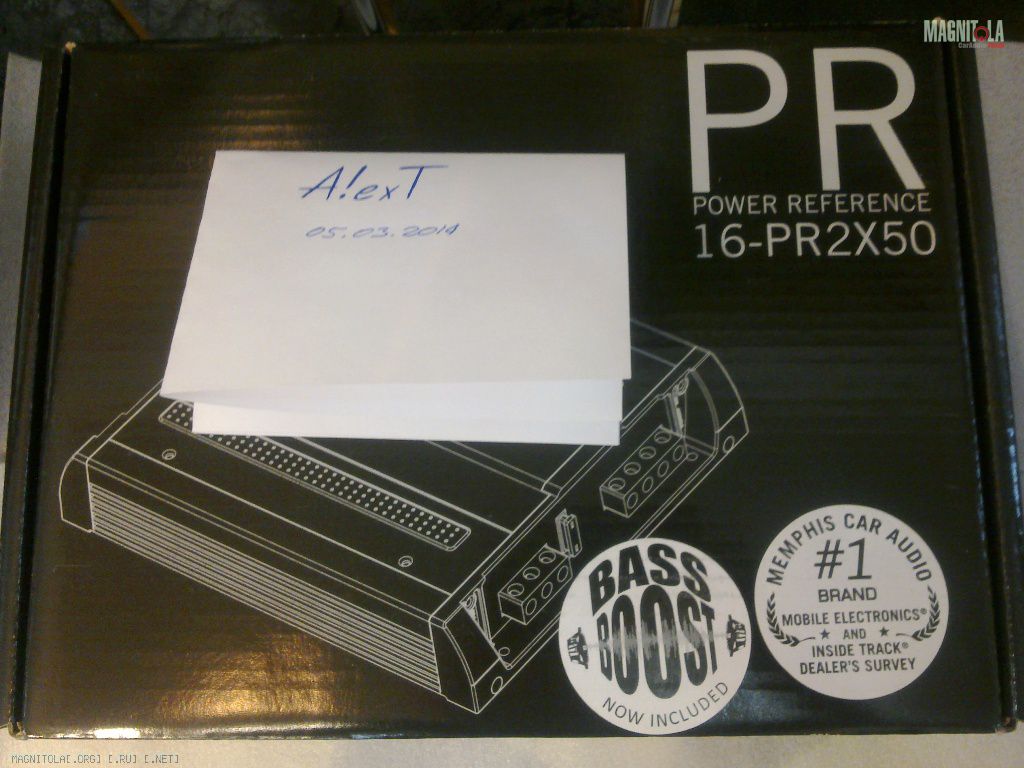 MAGNITOLA
PR
POWER REFERENCE
16-PR2X50
A!exT
05.03.2014
BASS
BOOST
NOW INCLUDED
MEMPHIS CAR AUDIO
#1
BRAND
MOBILE ELECTRONICS®
AND
INSIDE TRACK®
DEALER'S SURVEY
MAGNITOLA[.ORG] [.RU] [.NET]